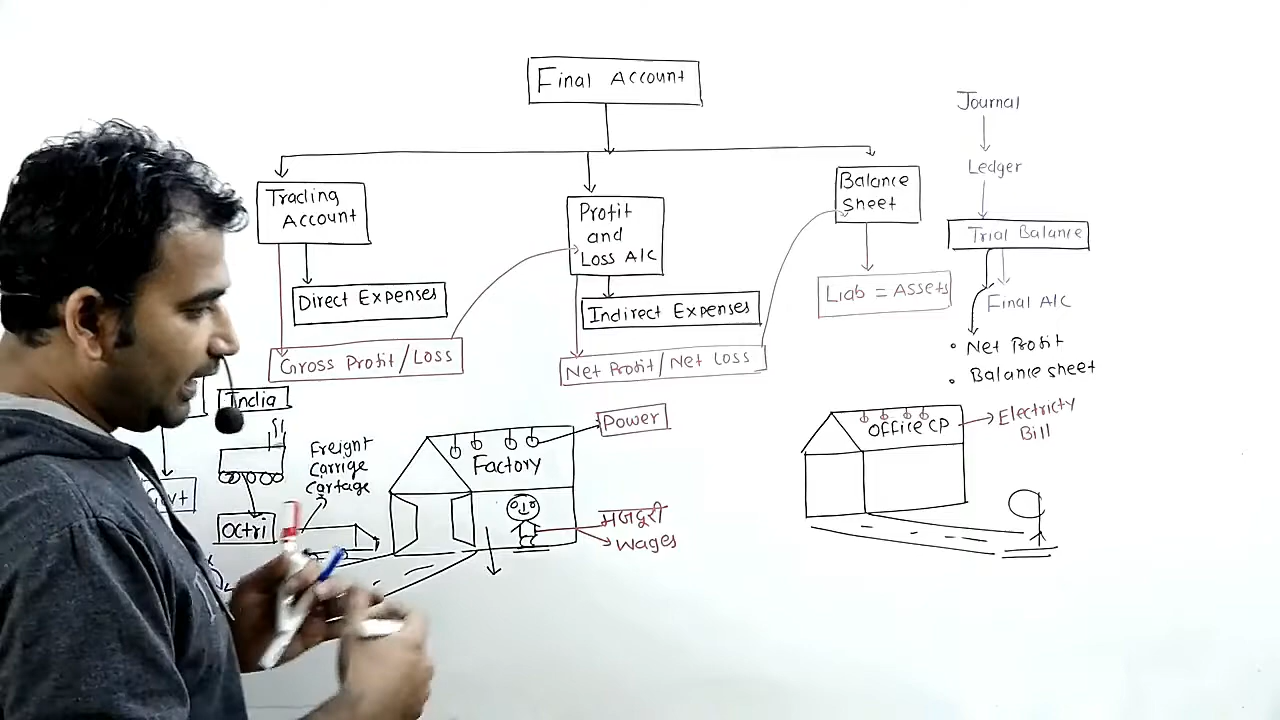 Final Account
Trading
Account
Direct Expenses
Gross Profit/Loss
Profit
and
Loss A/C
Indirect Expenses
Net Profit/Net Loss
Balance
Sheet
Liab = Assets
Journal
Ledger
Trial Balance
Final A/C
Net Profit
Balance sheet
India
Freight
Carrige
Cartage
Octri
Factory
Power
मजदूरी
Wages
Office CP
Electricty
Bill